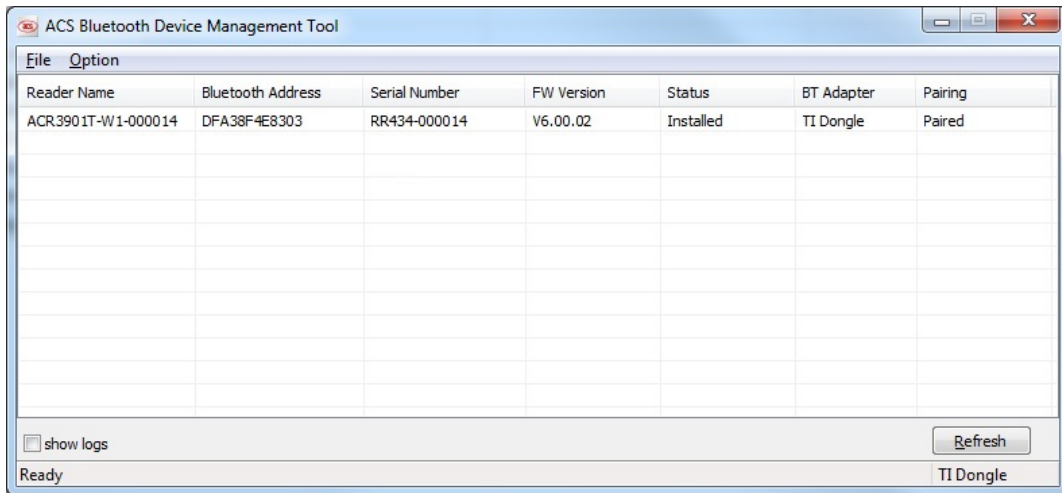 ACS Bluetooth Device Management Tool
File Option
Reader Name Bluetooth Address Serial Number FW Version Status BT Adapter Pairing
ACR3901T-W1-000014 DFA38F4E8303 RR434-000014 V6.00.02 Installed TI Dongle Paired
show logs Refresh
Ready TI Dongle